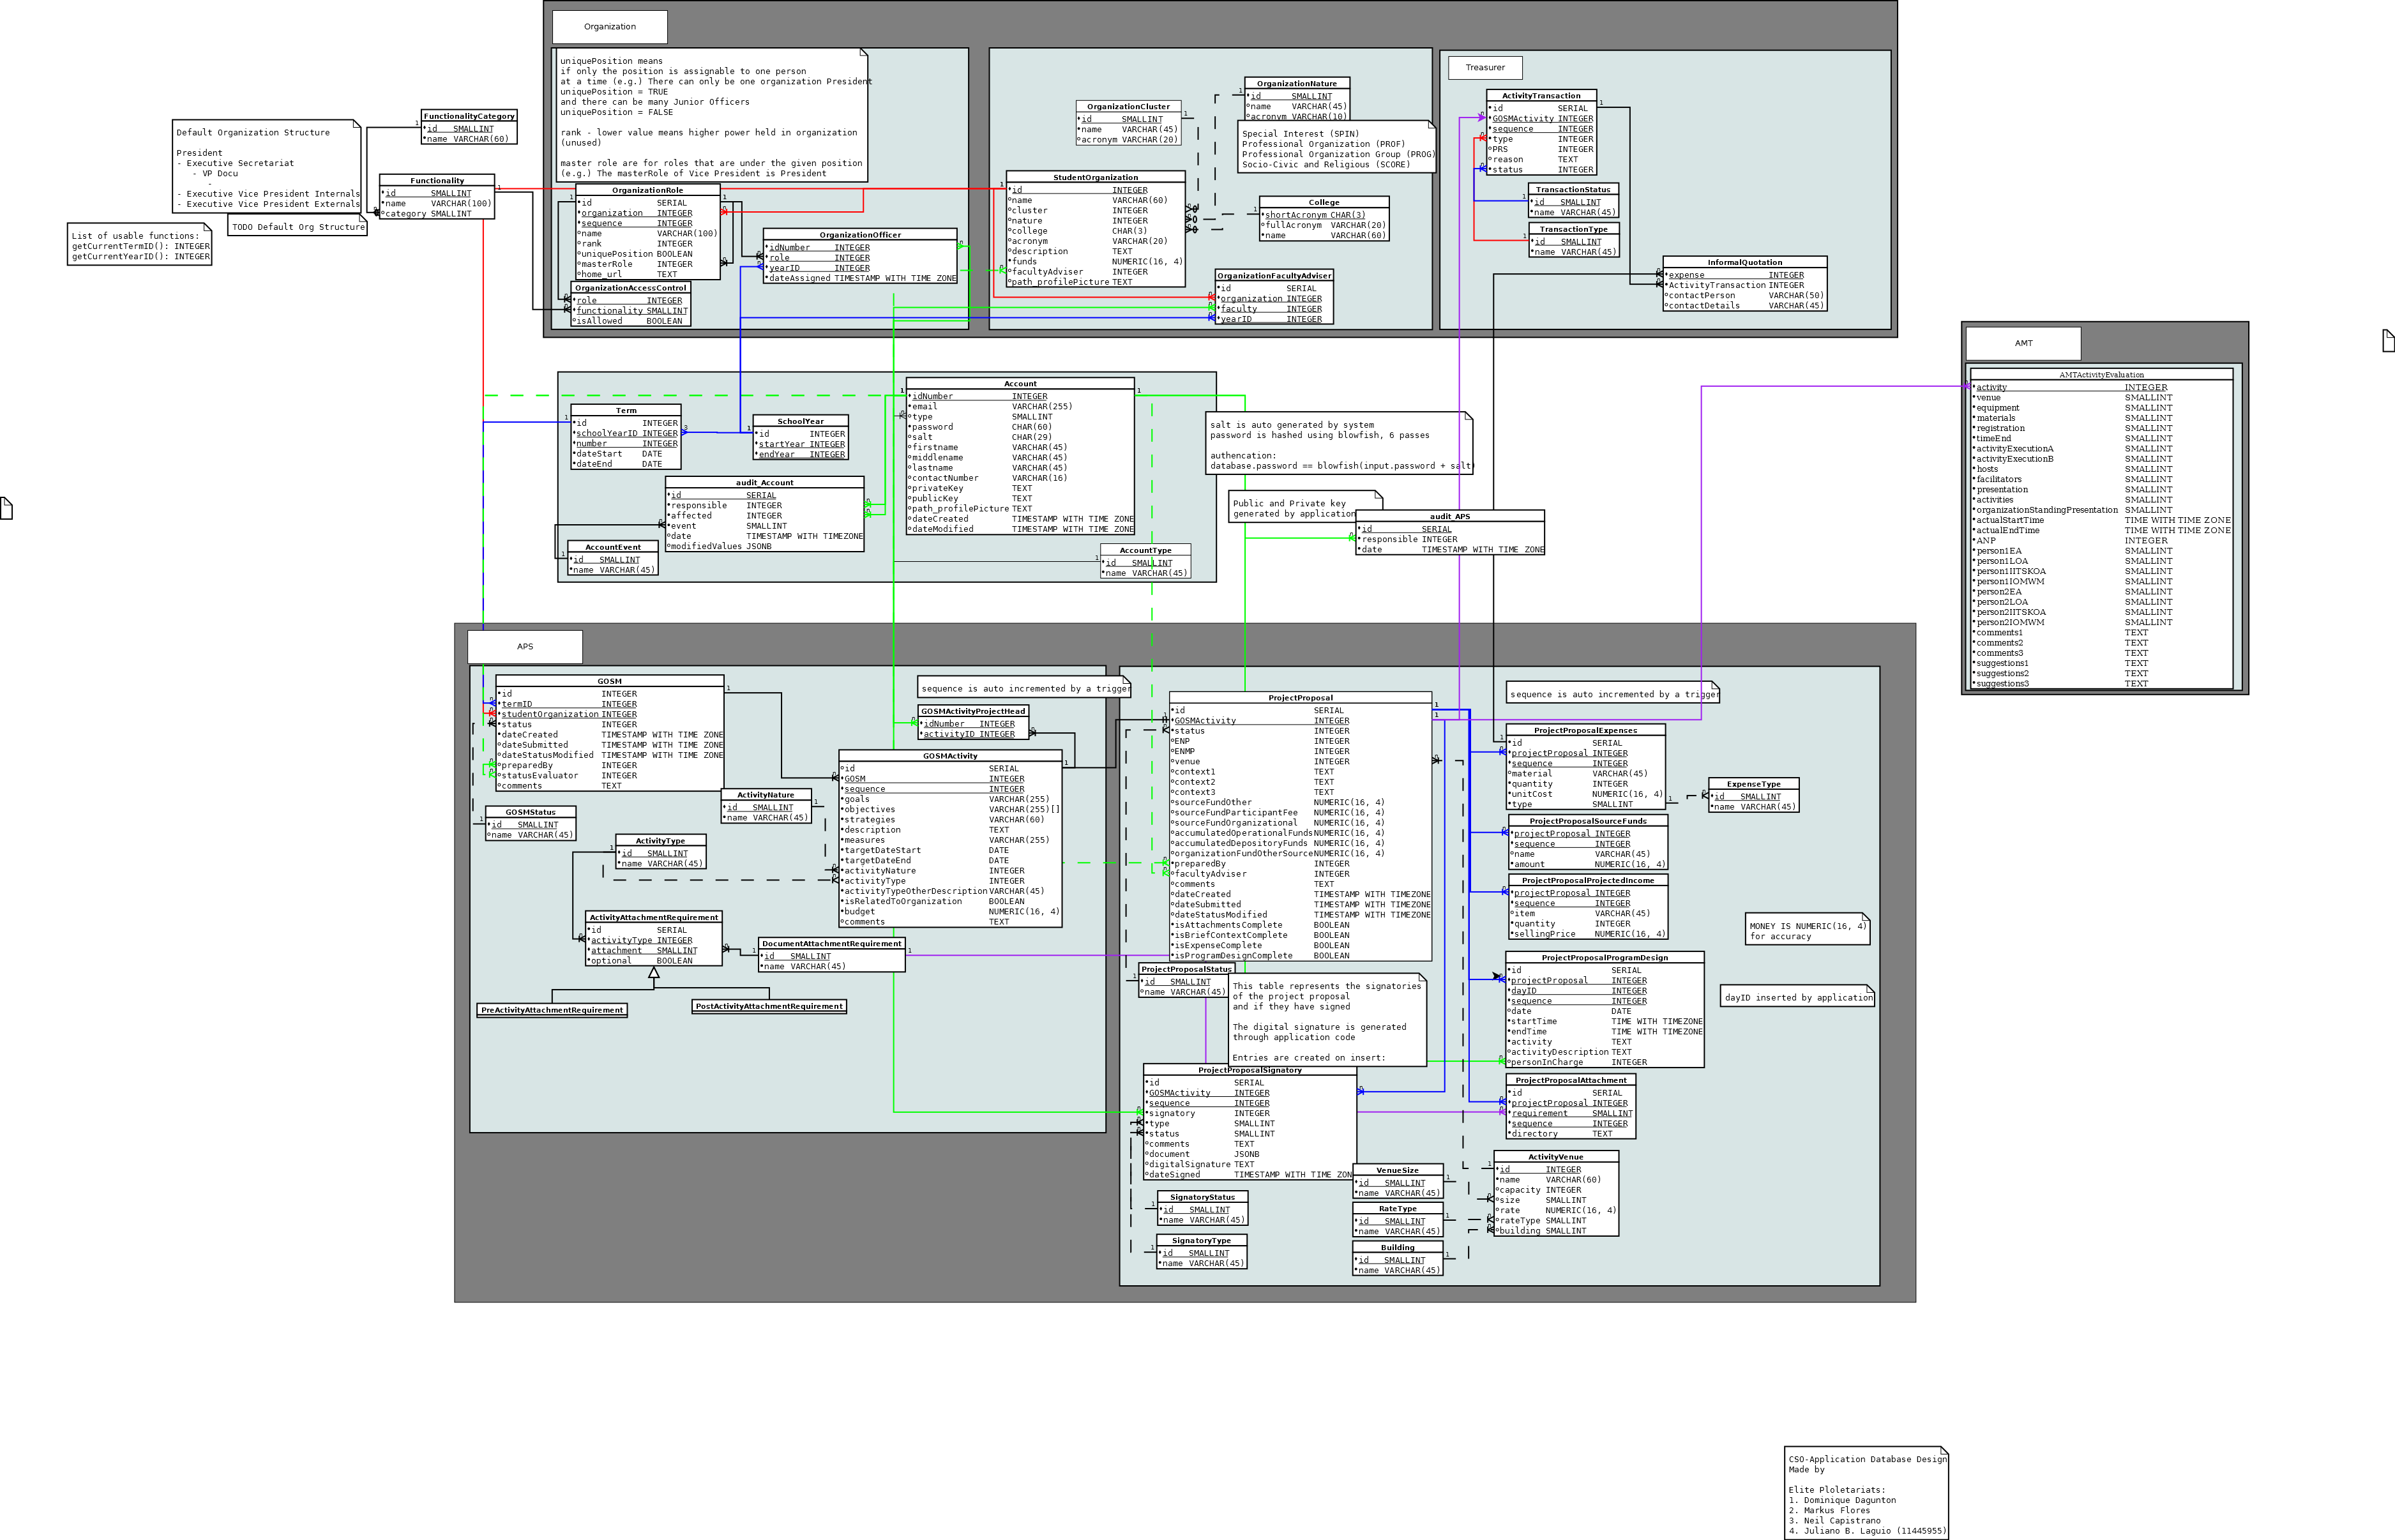 Organization
uniquePosition means
if only the position is assignable to one person
at a time (e.g.) There can only be one organization President
uniquePosition = TRUE
and there can be many Junior Officers
uniquePosition = FALSE
rank - lower value means higher power held in organization
(unused)
master role are for roles that are under the given position
(e.g.) The masterRole of Vice President is President
Default Organization Structure
President
- Executive Secretariat
- VP Docu
-
- Executive Vice President Internals
- Executive Vice President Externals
TODO Default Org Structure
List of usable functions:
getCurrentTermID(): INTEGER
getCurrentYearID(): INTEGER
FunctionalityCategory
id SMALLINT
name VARCHAR(60)
Functionality
id SMALLINT
name VARCHAR(100)
category SMALLINT
OrganizationRole
id SERIAL
organization INTEGER
sequence INTEGER
name VARCHAR(100)
rank INTEGER
uniquePosition BOOLEAN
masterRole INTEGER
home_url TEXT
OrganizationAccessControl
role INTEGER
functionality SMALLINT
isAllowed BOOLEAN
OrganizationOfficer
idNumber INTEGER
role INTEGER
yearID INTEGER
dateAssigned TIMESTAMP WITH TIME ZONE
OrganizationCluster
id SMALLINT
name VARCHAR(45)
acronym VARCHAR(20)
OrganizationNature
id SMALLINT
name VARCHAR(45)
acronym VARCHAR(10)
Special Interest (SPIN)
Professional Organization (PROF)
Professional Organization Group (PROG)
Socio-Civic and Religious (SCORE)
StudentOrganization
id INTEGER
name VARCHAR(60)
cluster INTEGER
nature INTEGER
college CHAR(3)
acronym VARCHAR(20)
description TEXT
funds NUMERIC(16, 4)
facultyAdviser INTEGER
path_profilePicture TEXT
College
shortAcronym CHAR(3)
fullAcronym VARCHAR(20)
name VARCHAR(60)
OrganizationFacultyAdviser
id SERIAL
organization INTEGER
faculty INTEGER
yearID INTEGER
Treasurer
ActivityTransaction
id SERIAL
GOSMActivity INTEGER
sequence INTEGER
type INTEGER
PRS INTEGER
reason TEXT
status INTEGER
TransactionStatus
id SMALLINT
name VARCHAR(45)
TransactionType
id SMALLINT
name VARCHAR(45)
InformalQuotation
expense INTEGER
ActivityTransaction INTEGER
contactPerson VARCHAR(50)
contactDetails VARCHAR(45)
AMT
AMTActivityEvaluation
activity INTEGER
venue SMALLINT
equipment SMALLINT
materials SMALLINT
registration SMALLINT
timeEnd SMALLINT
activityExecutionA SMALLINT
activityExecutionB SMALLINT
hosts SMALLINT
facilitators SMALLINT
presentation SMALLINT
activities SMALLINT
organizationStandingPresentation SMALLINT
actualStartTime TIME WITH TIME ZONE
actualEndTime TIME WITH TIME ZONE
ANP INTEGER
person1EA SMALLINT
person1LOA SMALLINT
person1IITSKOA SMALLINT
person1IOMWM SMALLINT
person2EA SMALLINT
person2LOA SMALLINT
person2IITSKOA SMALLINT
person2IOMWM SMALLINT
comments1 TEXT
comments2 TEXT
comments3 TEXT
suggestions1 TEXT
suggestions2 TEXT
suggestions3 TEXT
Term
id INTEGER
schoolYearID INTEGER
number INTEGER
dateStart DATE
dateEnd DATE
SchoolYear
id INTEGER
startYear INTEGER
endYear INTEGER
audit_Account
id SERIAL
responsible INTEGER
affected INTEGER
event SMALLINT
date TIMESTAMP WITH TIMEZONE
modifiedValues JSONB
AccountEvent
id SMALLINT
name VARCHAR(45)
Account
idNumber INTEGER
email VARCHAR(255)
type SMALLINT
password CHAR(60)
salt CHAR(29)
firstname VARCHAR(45)
middlename VARCHAR(45)
lastname VARCHAR(45)
contactNumber VARCHAR(16)
privateKey TEXT
publicKey TEXT
path_profilePicture TEXT
dateCreated TIMESTAMP WITH TIME ZONE
dateModified TIMESTAMP WITH TIME ZONE
AccountType
id SMALLINT
name VARCHAR(45)
salt is auto generated by system
password is hashed using blowfish, 6 passes
authencation:
database.password == blowfish(input.password + salt)
Public and Private key
generated by application
audit_APS
id SERIAL
responsible INTEGER
date TIMESTAMP WITH TIME ZONE
APS
GOSM
id INTEGER
termID INTEGER
studentOrganization INTEGER
status INTEGER
dateCreated TIMESTAMP WITH TIME ZONE
dateSubmitted TIMESTAMP WITH TIME ZONE
dateStatusModified TIMESTAMP WITH TIME ZONE
preparedBy INTEGER
statusEvaluator INTEGER
comments TEXT
GOSMStatus
id SMALLINT
name VARCHAR(45)
sequence is auto incremented by a trigger
GOSMActivityProjectHead
idNumber INTEGER
activityID INTEGER
GOSMActivity
id SERIAL
GOSM INTEGER
sequence INTEGER
goals VARCHAR(255)
objectives VARCHAR(255)[]
strategies VARCHAR(60)
description TEXT
measures VARCHAR(255)
targetDateStart DATE
targetDateEnd DATE
activityNature INTEGER
activityType INTEGER
activityTypeOtherDescription VARCHAR(45)
isRelatedToOrganization BOOLEAN
budget NUMERIC(16, 4)
comments TEXT
ActivityNature
id SMALLINT
name VARCHAR(45)
ActivityType
id SMALLINT
name VARCHAR(45)
ActivityAttachmentRequirement
id SERIAL
activityType INTEGER
attachment SMALLINT
optional BOOLEAN
DocumentAttachmentRequirement
id SMALLINT
name VARCHAR(45)
PreActivityAttachmentRequirement
PostActivityAttachmentRequirement
ProjectProposal
id SERIAL
GOSMActivity INTEGER
status INTEGER
ENP INTEGER
ENMP INTEGER
venue INTEGER
context1 TEXT
context2 TEXT
context3 TEXT
sourceFundOther NUMERIC(16, 4)
sourceFundParticipantFee NUMERIC(16, 4)
sourceFundOrganizational NUMERIC(16, 4)
accumulatedOperationalFunds NUMERIC(16, 4)
accumulatedDepositoryFunds NUMERIC(16, 4)
organizationFundOtherSource NUMERIC(16, 4)
preparedBy INTEGER
facultyAdviser INTEGER
comments TEXT
dateCreated TIMESTAMP WITH TIMEZONE
dateSubmitted TIMESTAMP WITH TIMEZONE
dateStatusModified TIMESTAMP WITH TIMEZONE
isAttachmentsComplete BOOLEAN
isBriefContextComplete BOOLEAN
isExpenseComplete BOOLEAN
isProgramDesignComplete BOOLEAN
ProjectProposalStatus
id SMALLINT
name VARCHAR(45)
This table represents the signatories
of the project proposal
and if they have signed
The digital signature is generated
through application code
Entries are created on insert:
ProjectProposalSignatory
id SERIAL
GOSMActivity INTEGER
sequence INTEGER
signatory INTEGER
type SMALLINT
status SMALLINT
comments TEXT
document JSONB
digitalSignature TEXT
dateSigned TIMESTAMP WITH TIME ZON
SignatoryStatus
id SMALLINT
name VARCHAR(45)
SignatoryType
id SMALLINT
name VARCHAR(45)
sequence is auto incremented by a trigger
ProjectProposalExpenses
id SERIAL
projectProposal INTEGER
sequence INTEGER
material VARCHAR(45)
quantity INTEGER
unitCost NUMERIC(16, 4)
type SMALLINT
ExpenseType
id SMALLINT
name VARCHAR(45)
ProjectProposalSourceFunds
projectProposal INTEGER
sequence INTEGER
name VARCHAR(45)
amount NUMERIC(16, 4)
ProjectProposalProjectedIncome
projectProposal INTEGER
sequence INTEGER
item VARCHAR(45)
quantity INTEGER
sellingPrice NUMERIC(16, 4)
MONEY IS NUMERIC(16, 4)
for accuracy
ProjectProposalProgramDesign
id SERIAL
projectProposal INTEGER
dayID INTEGER
sequence INTEGER
date DATE
startTime TIME WITH TIMEZONE
endTime TIME WITH TIMEZONE
activity TEXT
activityDescription TEXT
personInCharge INTEGER
dayID inserted by application
ProjectProposalAttachment
id SERIAL
projectProposal INTEGER
requirement SMALLINT
sequence INTEGER
directory TEXT
VenueSize
id SMALLINT
name VARCHAR(45)
RateType
id SMALLINT
name VARCHAR(45)
Building
id SMALLINT
name VARCHAR(45)
ActivityVenue
id INTEGER
name VARCHAR(60)
capacity INTEGER
size SMALLINT
rate NUMERIC(16, 4)
rateType SMALLINT
building SMALLINT
CSO-Application Database Design
Made by
Elite Ploletariats:
1. Dominique Dagunton
2. Markus Flores
3. Neil Capistrano
4. Juliano B. Laguio (11445955)